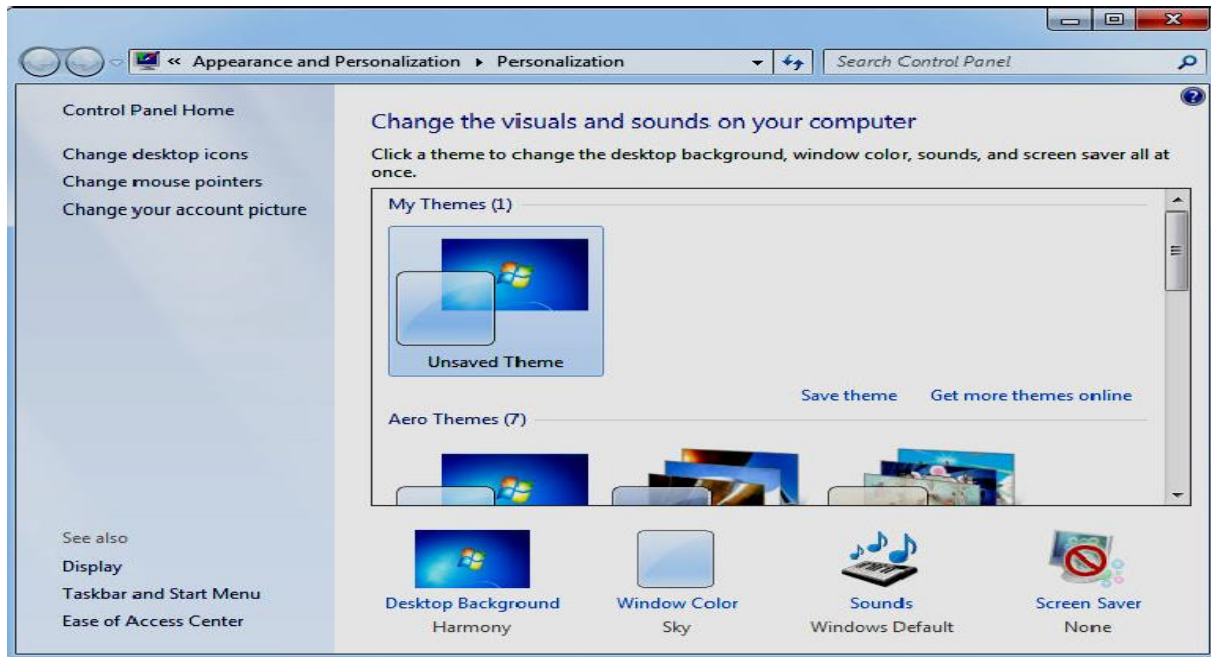 « Appearance and Personalization ▸ Personalization
Search Control Panel
Control Panel Home
Change desktop icons
Change mouse pointers
Change your account picture
See also
Display
Taskbar and Start Menu
Ease of Access Center
Change the visuals and sounds on your computer
Click a theme to change the desktop background, window color, sounds, and screen saver all at
once.
My Themes (1)
Unsaved Theme
Save theme Get more themes online
Aero Themes (7)
Desktop Background
Harmony
Window Color
Sky
Sounds
Windows Default
Screen Saver
None